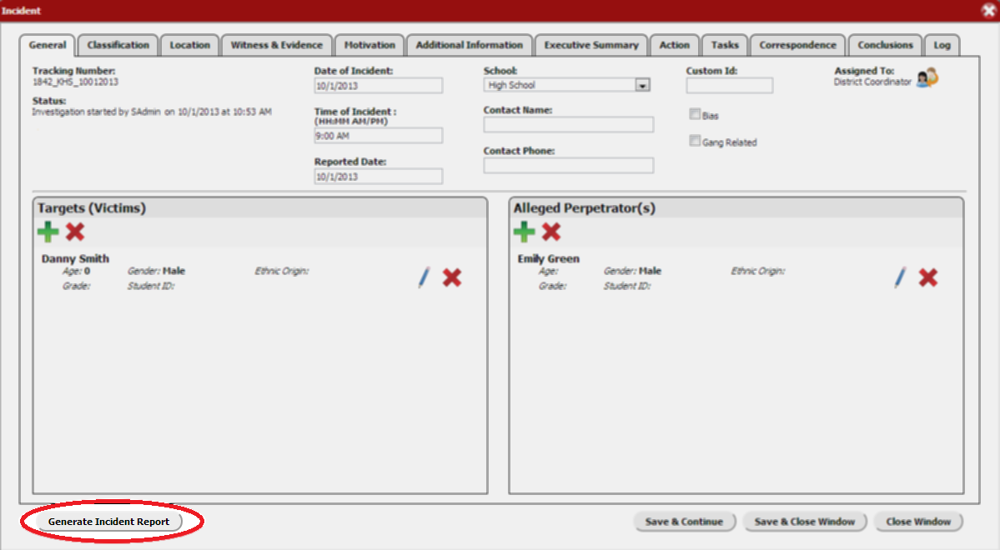 Incident
General Classification Location Witness & Evidence Motivation Additional Information Executive Summary Action Tasks Correspondence Conclusions Log
Tracking Number:
1842_KHS_10012013
Status:
Investigation started by SAdmin on 10/1/2013 at 10:53 AM
Date of Incident:
10/1/2013
Time of Incident :
(HH:MM AM/PM)
9:00 AM
Reported Date:
10/1/2013
School:
High School
Contact Name:
Contact Phone:
Custom Id:
Bias
Gang Related
Assigned To:
District Coordinator
Targets (Victims)
Danny Smith
Age: 0 Gender: Male Ethnic Origin:
Grade: Student ID:
Alleged Perpetrator(s)
Emily Green
Age: Gender: Male Ethnic Origin:
Grade: Student ID:
Generate Incident Report Save & Continue Save & Close Window Close Window